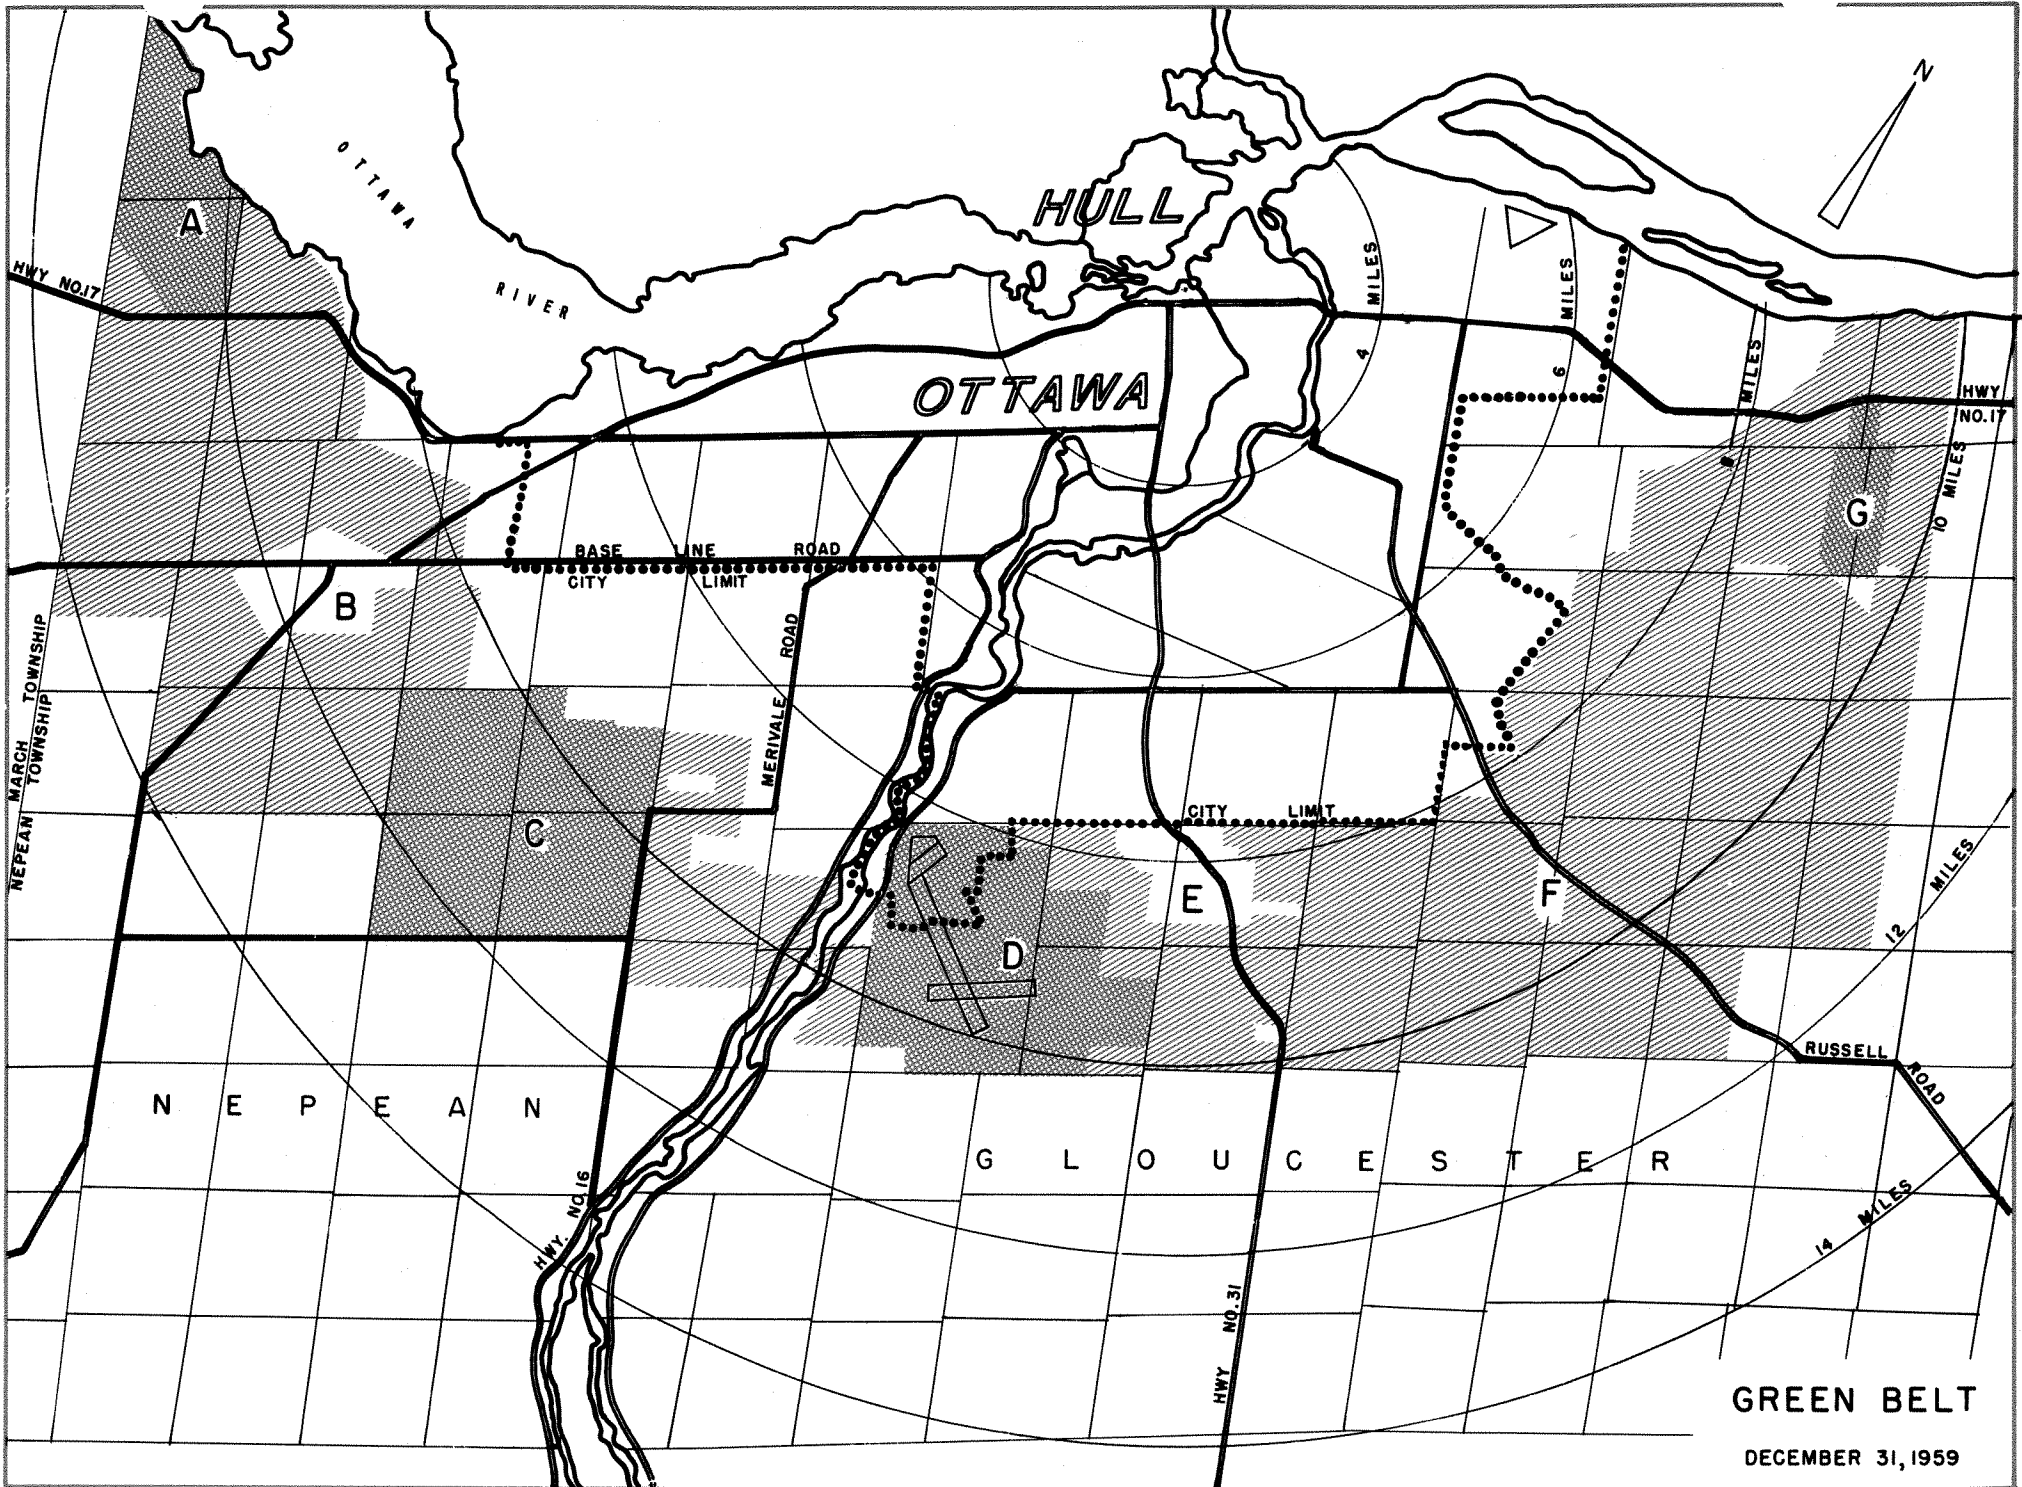 N
OTTAWA
RIVER
HULL
A
HWY NO.17
MILES
4
MILES
6
MILES
8
HWY
NO.17
MILES
10
G
OTTAWA
BASE LINE ROAD
CITY LIMIT
B
MARCH TOWNSHIP
NEPEAN TOWNSHIP
MERIVALE ROAD
C
CITY LIMIT
D
E
F
MILES
12
RUSSELL ROAD
NEPEAN
GLOUCESTER
HWY. NO.16
HWY NO.31
MILES
14
GREEN BELT
DECEMBER 31, 1959